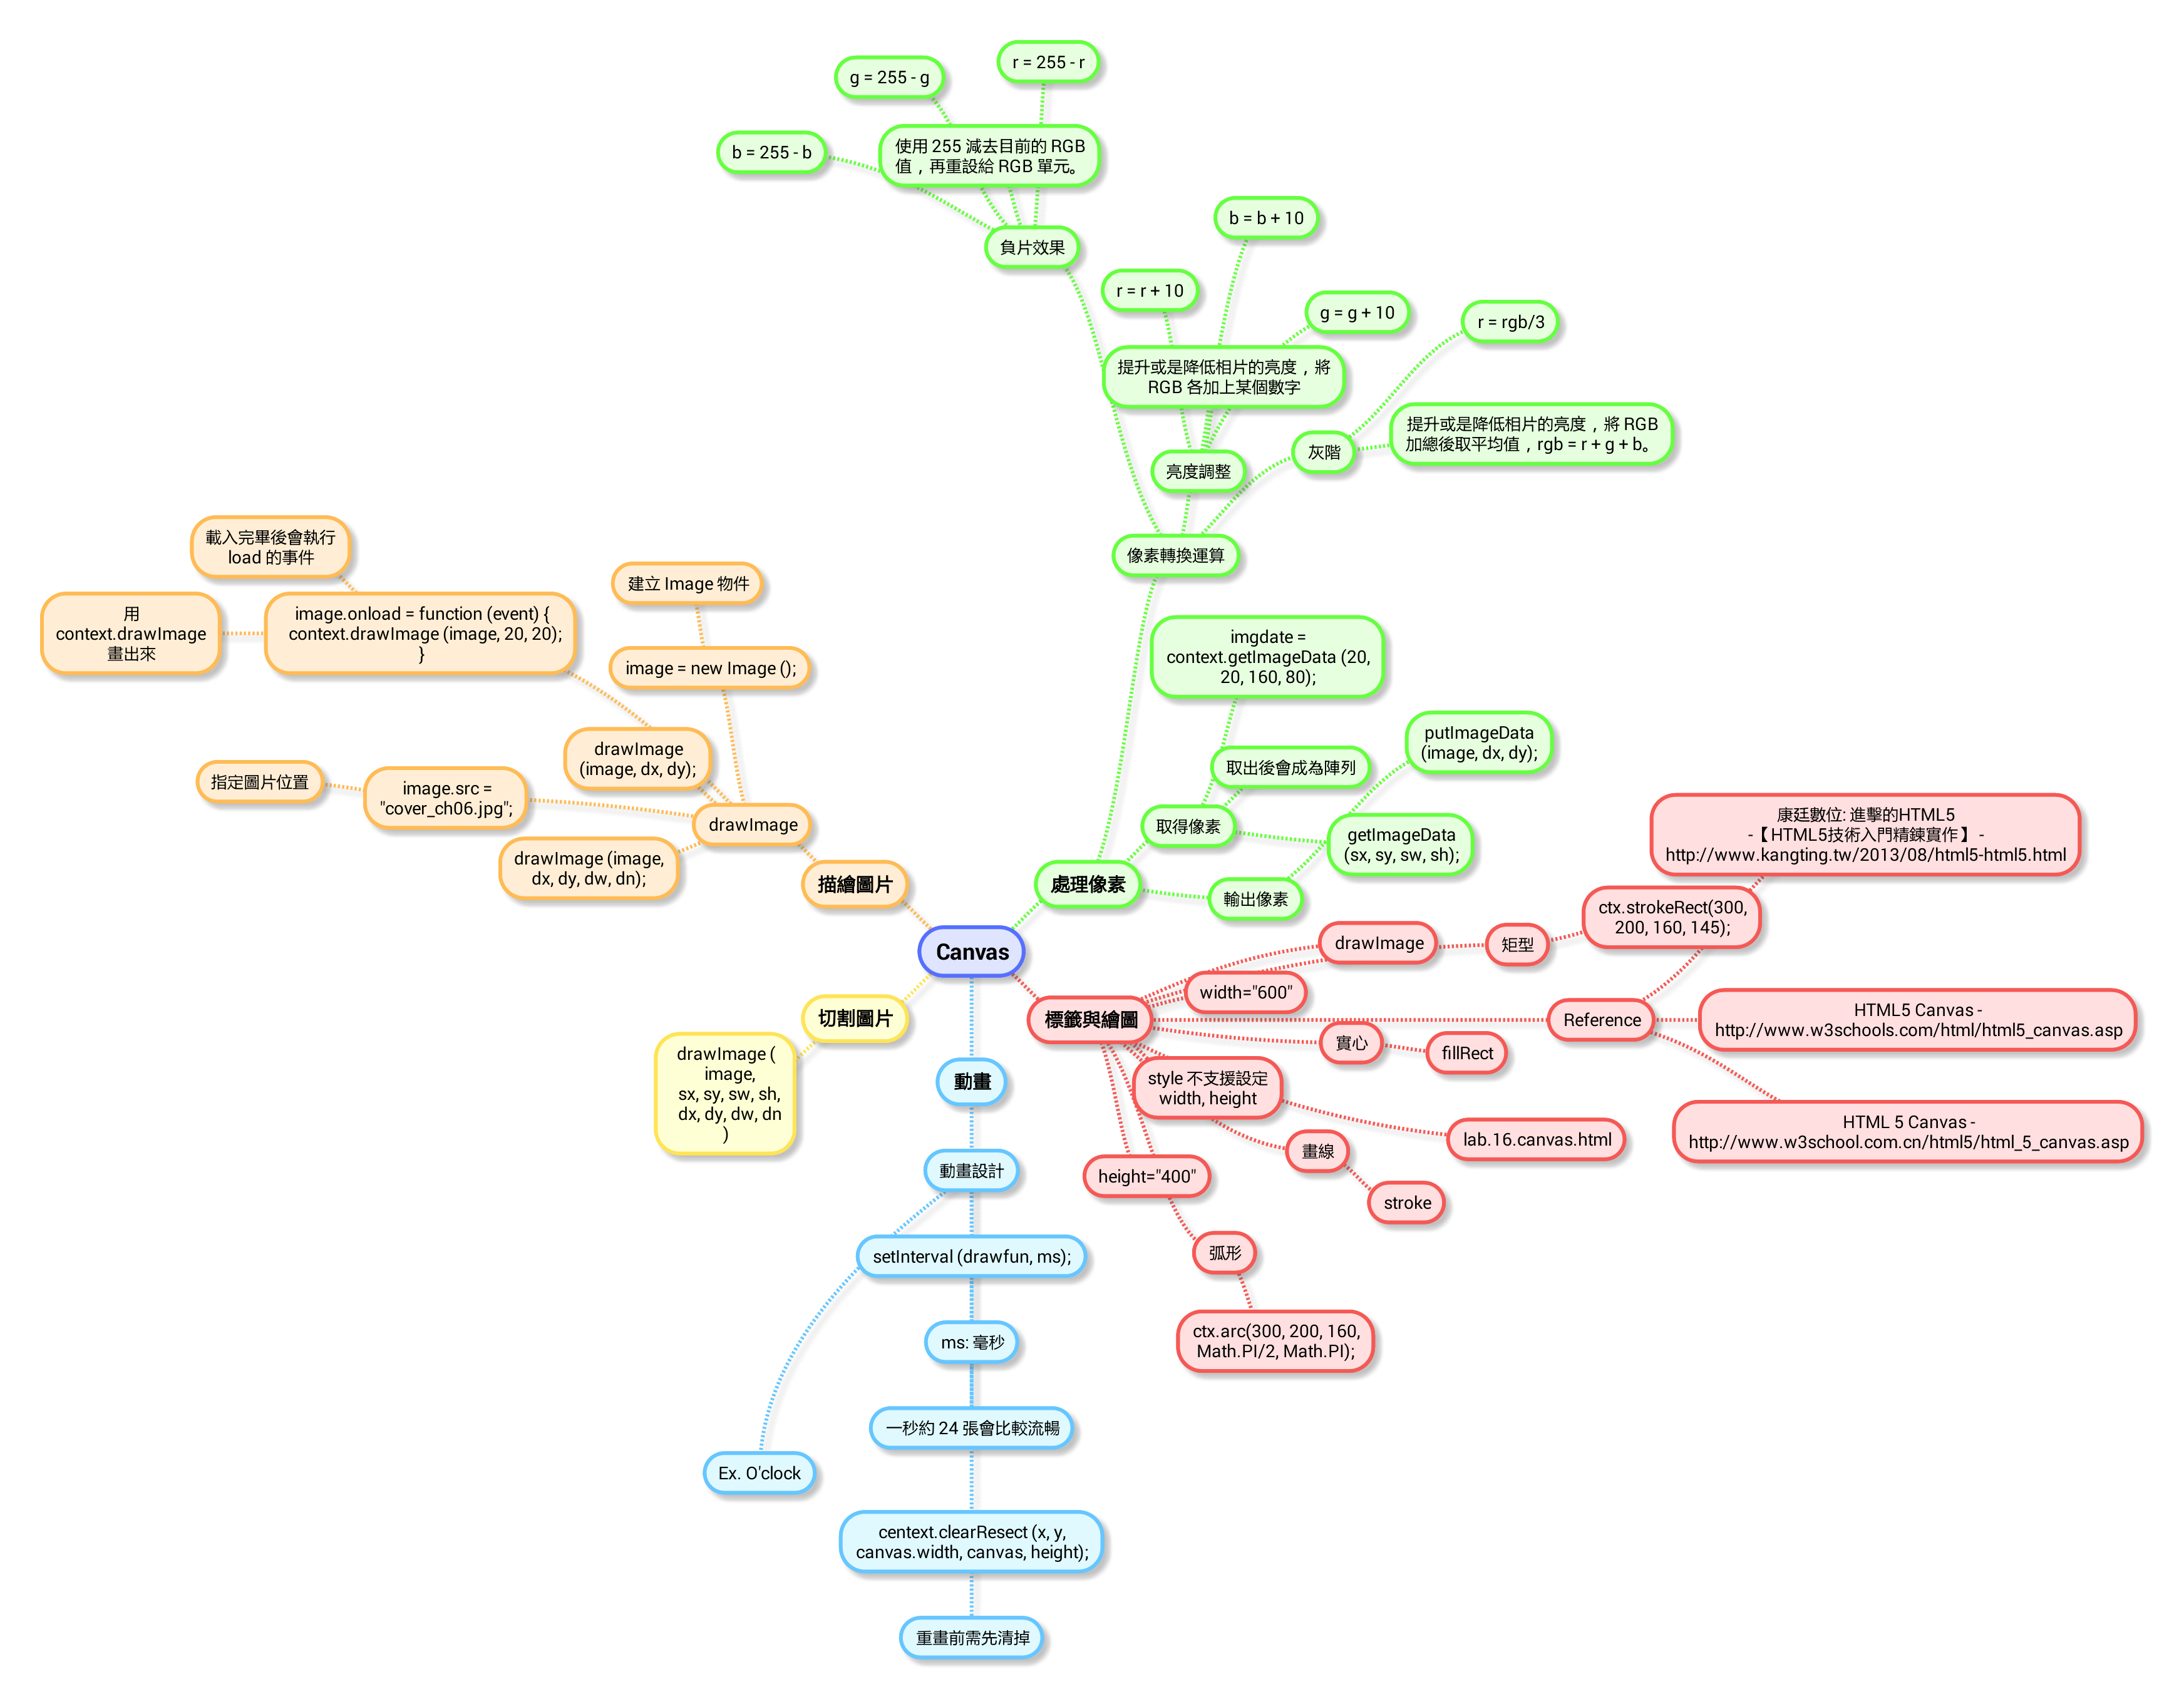 Canvas
處理像素
像素轉換運算
負片效果
使用 255 減去目前的 RGB
值，再重設給 RGB 單元。
r = 255 - r
g = 255 - g
b = 255 - b
亮度調整
提升或是降低相片的亮度，將
RGB 各加上某個數字
r = r + 10
b = b + 10
g = g + 10
灰階
r = rgb/3
提升或是降低相片的亮度，將 RGB
加總後取平均值，rgb = r + g + b。
取得像素
imgdate =
context.getImageData (20,
20, 160, 80);
取出後會成為陣列
getImageData
(sx, sy, sw, sh);
輸出像素
putImageData
(image, dx, dy);
標籤與繪圖
drawImage
width="600"
矩型
ctx.strokeRect(300,
200, 160, 145);
Reference
康廷數位: 進擊的HTML5
-【 HTML5技術入門精鍊實作 】 -
http://www.kangting.tw/2013/08/html5-html5.html
HTML5 Canvas -
http://www.w3schools.com/html/html5_canvas.asp
HTML 5 Canvas -
http://www.w3school.com.cn/html5/html_5_canvas.asp
實心
fillRect
style 不支援設定
width, height
lab.16.canvas.html
畫線
stroke
height="400"
弧形
ctx.arc(300, 200, 160,
Math.PI/2, Math.PI);
動畫
動畫設計
setInterval (drawfun, ms);
ms: 毫秒
一秒約 24 張會比較流暢
centext.clearResect (x, y,
canvas.width, canvas, height);
重畫前需先清掉
Ex. O'clock
切割圖片
drawImage (
image,
sx, sy, sw, sh,
dx, dy, dw, dn
)
描繪圖片
drawImage
建立 Image 物件
image = new Image ();
載入完畢後會執行
load 的事件
用
context.drawImage
畫出來
image.onload = function (event) {
context.drawImage (image, 20, 20);
}
drawImage
(image, dx, dy);
指定圖片位置
image.src =
"cover_ch06.jpg";
drawImage (image,
dx, dy, dw, dn);